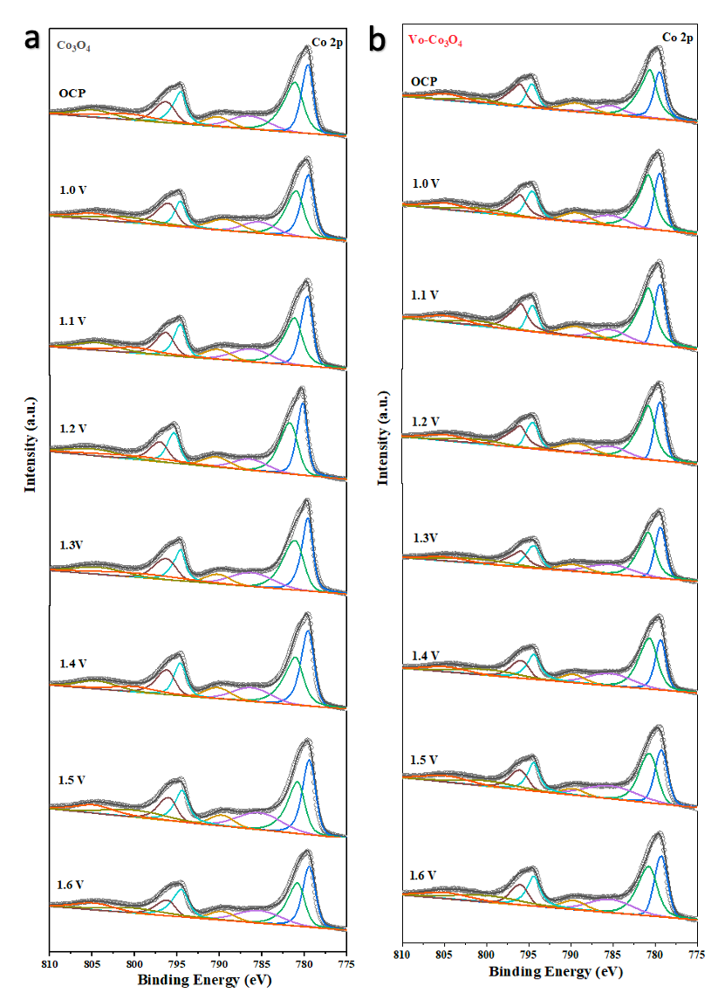 a
Co₃O₄
Co 2p
OCP
1.0 V
1.1 V
1.2 V
1.3V
1.4 V
1.5 V
1.6 V
Intensity (a.u.)
810 805 800 795 790 785 780 775
Binding Energy (eV)
b
Vo-Co₃O₄
Co 2p
OCP
1.0 V
1.1 V
1.2 V
1.3V
1.4 V
1.5 V
1.6 V
Intensity (a.u.)
810 805 800 795 790 785 780 775
Binding Energy (eV)